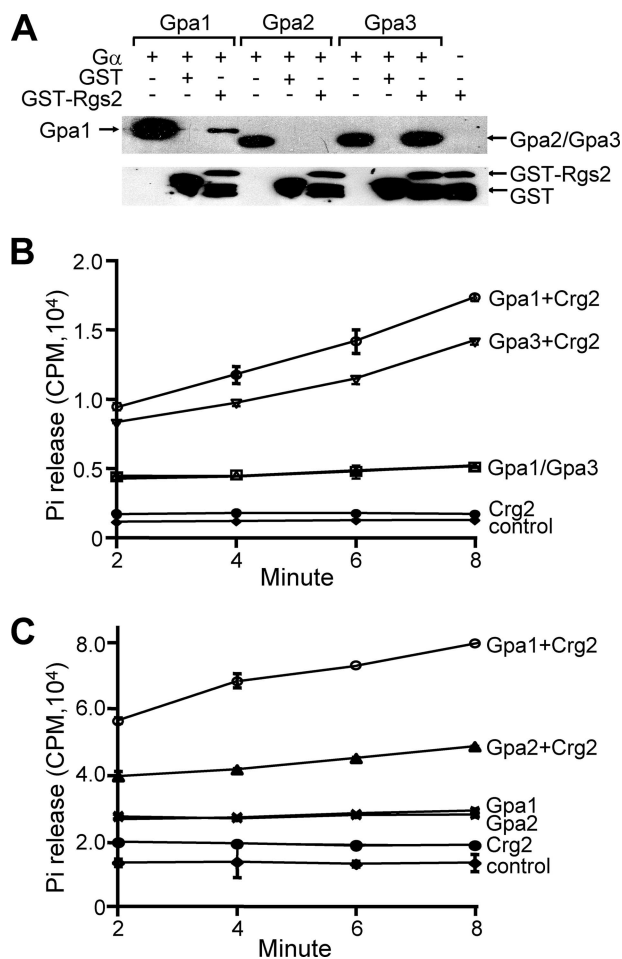 A
Gpa1 Gpa2 Gpa3
Gα + + + + + + + + + -
GST - + - - + - - + - -
GST-Rgs2 - - + - - + - - + +
Gpa1
Gpa2/Gpa3
GST-Rgs2
GST
B
Pi release (CPM,10⁴)
2.0
1.5
1.0
0.5
0
2 4 6 8
Minute
Gpa1+Crg2
Gpa3+Crg2
Gpa1/Gpa3
Crg2
control
C
Pi release (CPM,10⁴)
8.0
6.0
4.0
2.0
0
2 4 6 8
Minute
Gpa1+Crg2
Gpa2+Crg2
Gpa1
Gpa2
Crg2
control